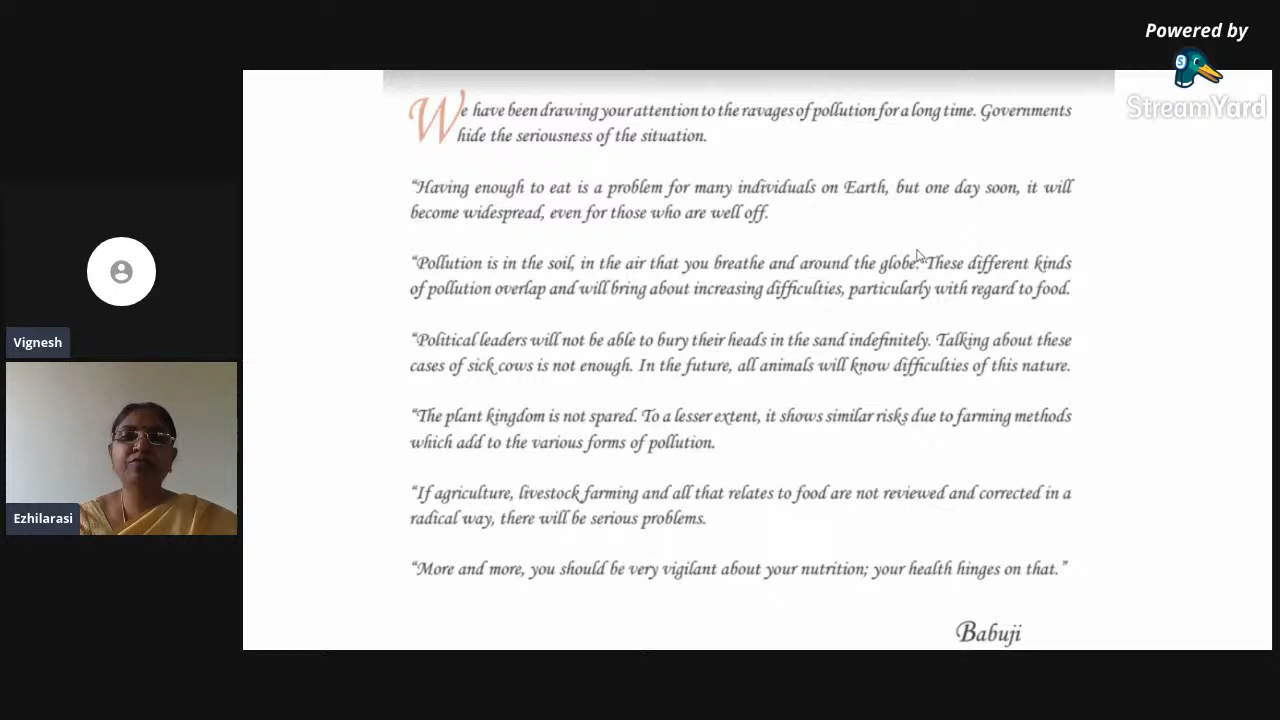 Powered by
StreamYard
We have been drawing your attention to the ravages of pollution for a long time. Governments
hide the seriousness of the situation.
“Having enough to eat is a problem for many individuals on Earth, but one day soon, it will
become widespread, even for those who are well off.
“Pollution is in the soil, in the air that you breathe and around the globe. These different kinds
of pollution overlap and will bring about increasing difficulties, particularly with regard to food.
“Political leaders will not be able to bury their heads in the sand indefinitely. Talking about these
cases of sick cows is not enough. In the future, all animals will know difficulties of this nature.
“The plant kingdom is not spared. To a lesser extent, it shows similar risks due to farming methods
which add to the various forms of pollution.
“If agriculture, livestock farming and all that relates to food are not reviewed and corrected in a
radical way, there will be serious problems.
“More and more, you should be very vigilant about your nutrition; your health hinges on that.”
Babuji
Vignesh
Ezhilarasi